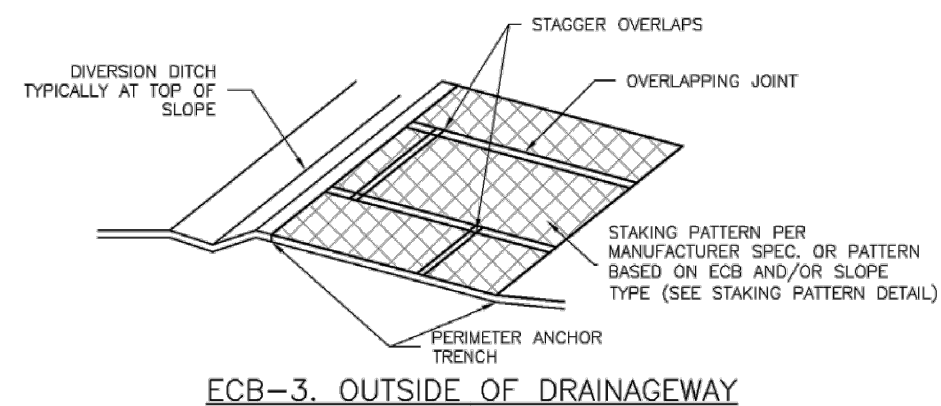 STAGGER OVERLAPS
DIVERSION DITCH
TYPICALLY AT TOP OF
SLOPE
OVERLAPPING JOINT
STAKING PATTERN PER
MANUFACTURER SPEC. OR PATTERN
BASED ON ECB AND/OR SLOPE
TYPE (SEE STAKING PATTERN DETAIL)
PERIMETER ANCHOR
TRENCH
ECB-3. OUTSIDE OF DRAINAGEWAY